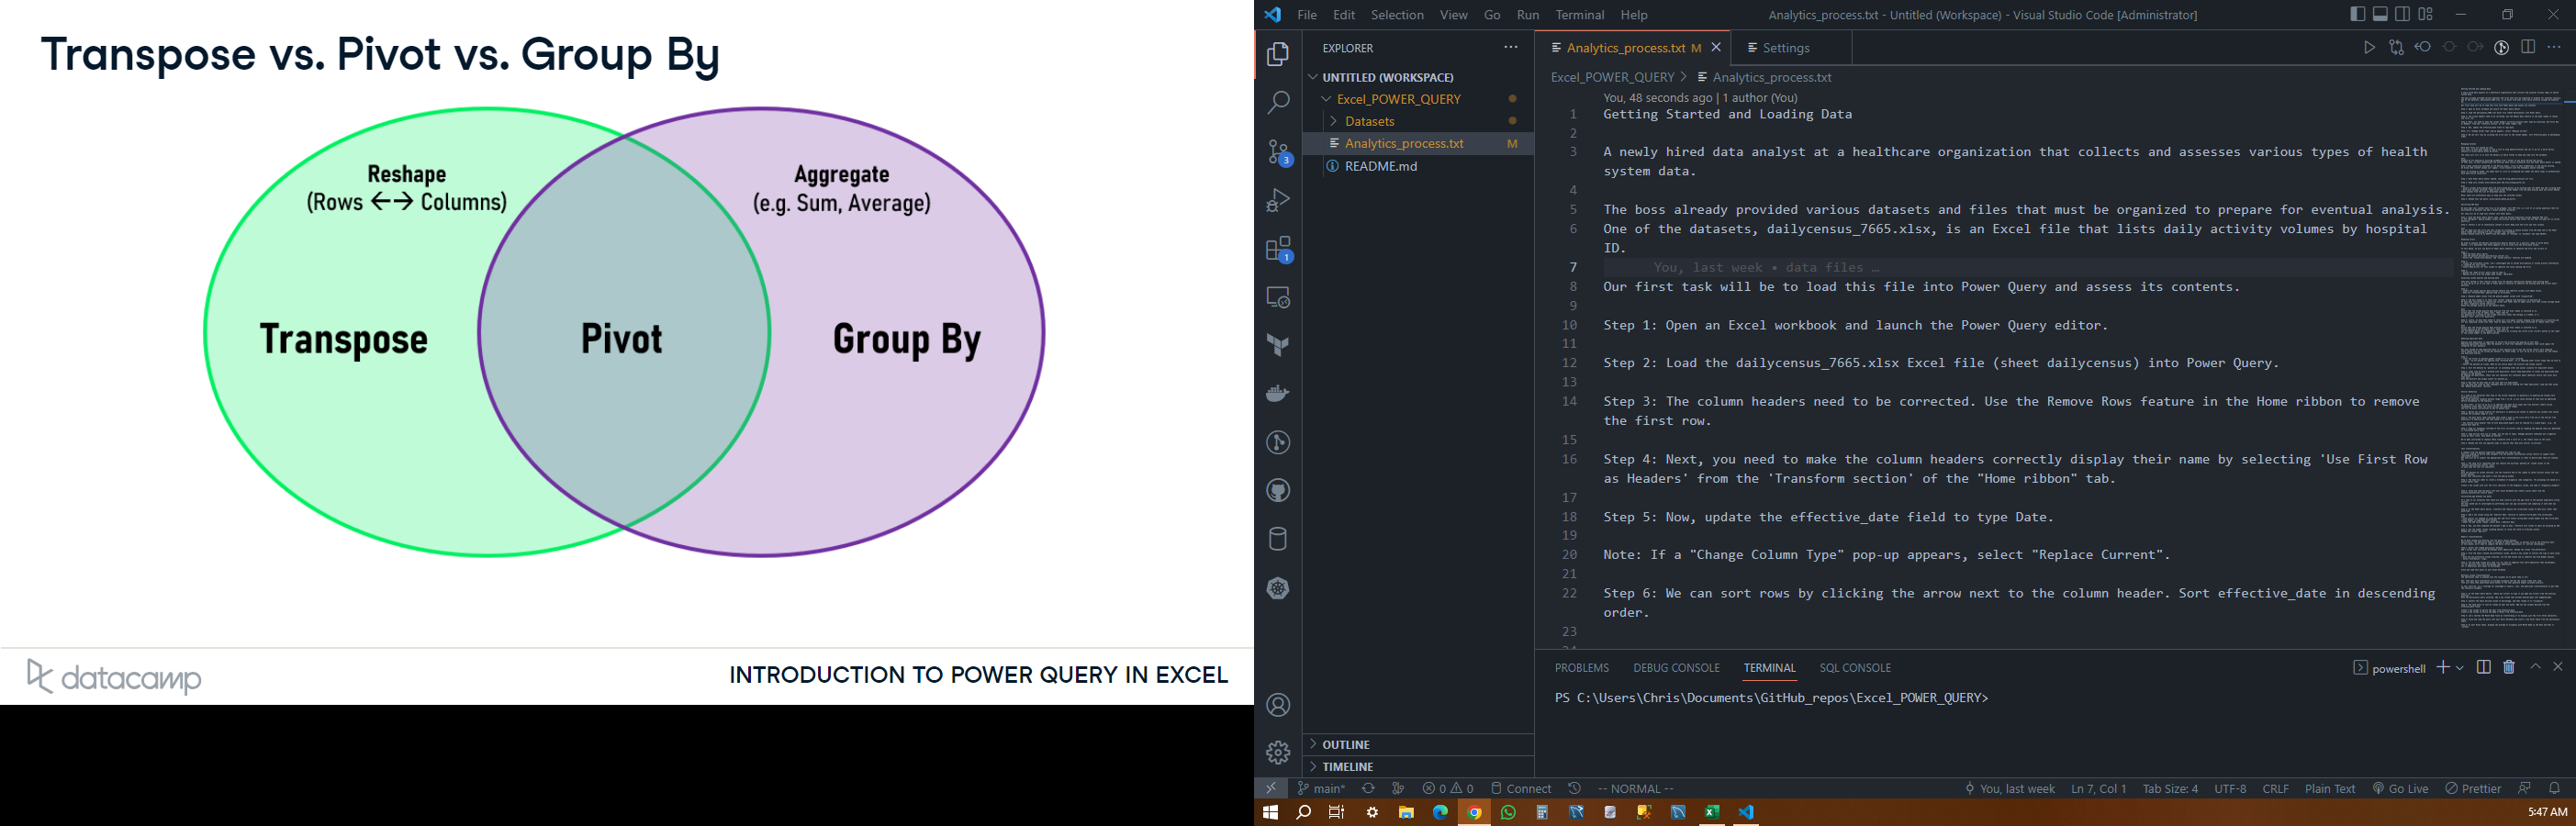 Transpose vs. Pivot vs. Group By
Reshape
(Rows ←→ Columns)
Aggregate
(e.g. Sum, Average)
Transpose
Pivot
Group By
datacamp
INTRODUCTION TO POWER QUERY IN EXCEL
File Edit Selection View Go Run Terminal Help
Analytics_process.txt - Untitled (Workspace) - Visual Studio Code [Administrator]
EXPLORER
UNTITLED (WORKSPACE)
Excel_POWER_QUERY
Datasets
Analytics_process.txt M
README.md
OUTLINE
TIMELINE
3
1
Analytics_process.txt M
Settings
Excel_POWER_QUERY > Analytics_process.txt
You, 48 seconds ago | 1 author (You)
1 Getting Started and Loading Data
2
3 A newly hired data analyst at a healthcare organization that collects and assesses various types of health
system data.
4
5 The boss already provided various datasets and files that must be organized to prepare for eventual analysis.
6 One of the datasets, dailycensus_7665.xlsx, is an Excel file that lists daily activity volumes by hospital
ID.
7 You, last week • data files …
8 Our first task will be to load this file into Power Query and assess its contents.
9
10 Step 1: Open an Excel workbook and launch the Power Query editor.
11
12 Step 2: Load the dailycensus_7665.xlsx Excel file (sheet dailycensus) into Power Query.
13
14 Step 3: The column headers need to be corrected. Use the Remove Rows feature in the Home ribbon to remove
the first row.
15
16 Step 4: Next, you need to make the column headers correctly display their name by selecting 'Use First Row
as Headers' from the 'Transform section' of the "Home ribbon" tab.
17
18 Step 5: Now, update the effective_date field to type Date.
19
20 Note: If a "Change Column Type" pop-up appears, select "Replace Current".
21
22 Step 6: We can sort rows by clicking the arrow next to the column header. Sort effective_date in descending
order.
23
PROBLEMS DEBUG CONSOLE TERMINAL SQL CONSOLE
powershell
PS C:\Users\Chris\Documents\GitHub_repos\Excel_POWER_QUERY>
main* 0 0 Connect -- NORMAL --
You, last week Ln 7, Col 1 Tab Size: 4 UTF-8 CRLF Plain Text Go Live Prettier
5:47 AM